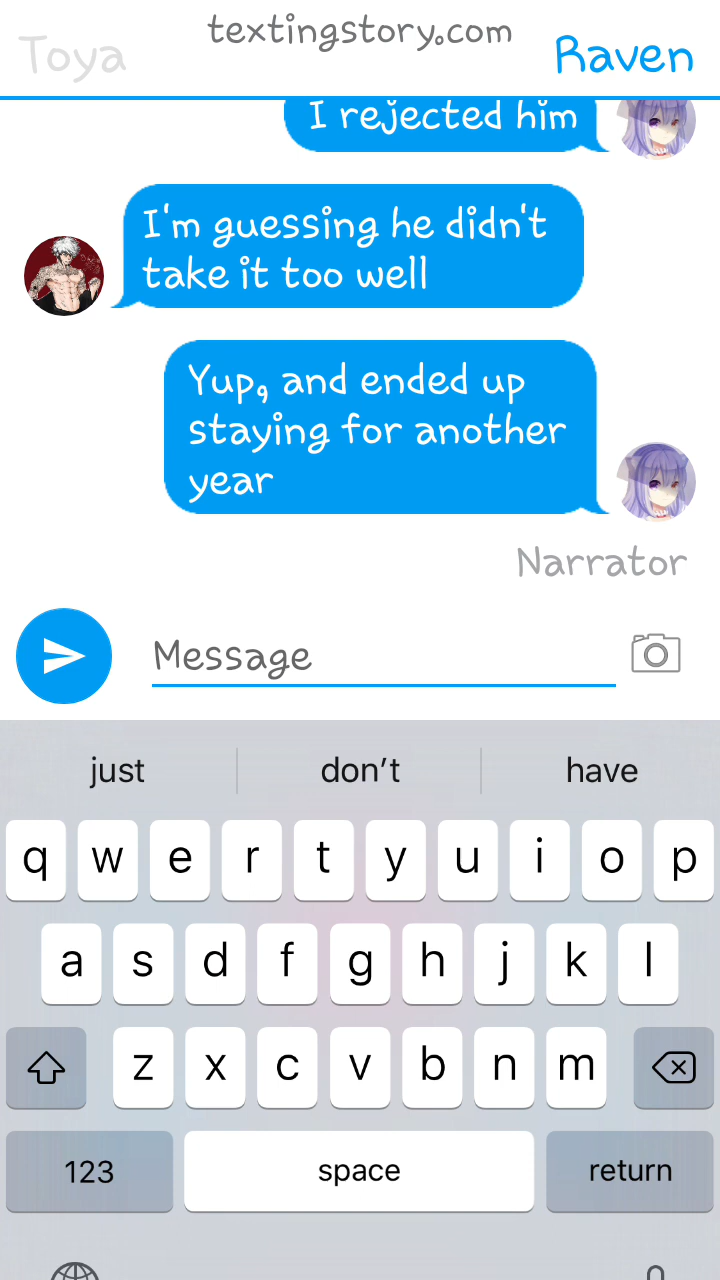 textingstory.com
Toya
Raven
I rejected him
I'm guessing he didn't
take it too well
Yup, and ended up
staying for another
year
Narrator
Message
just don't have
q w e r t y u i o p
a s d f g h j k l
z x c v b n m
123 space return